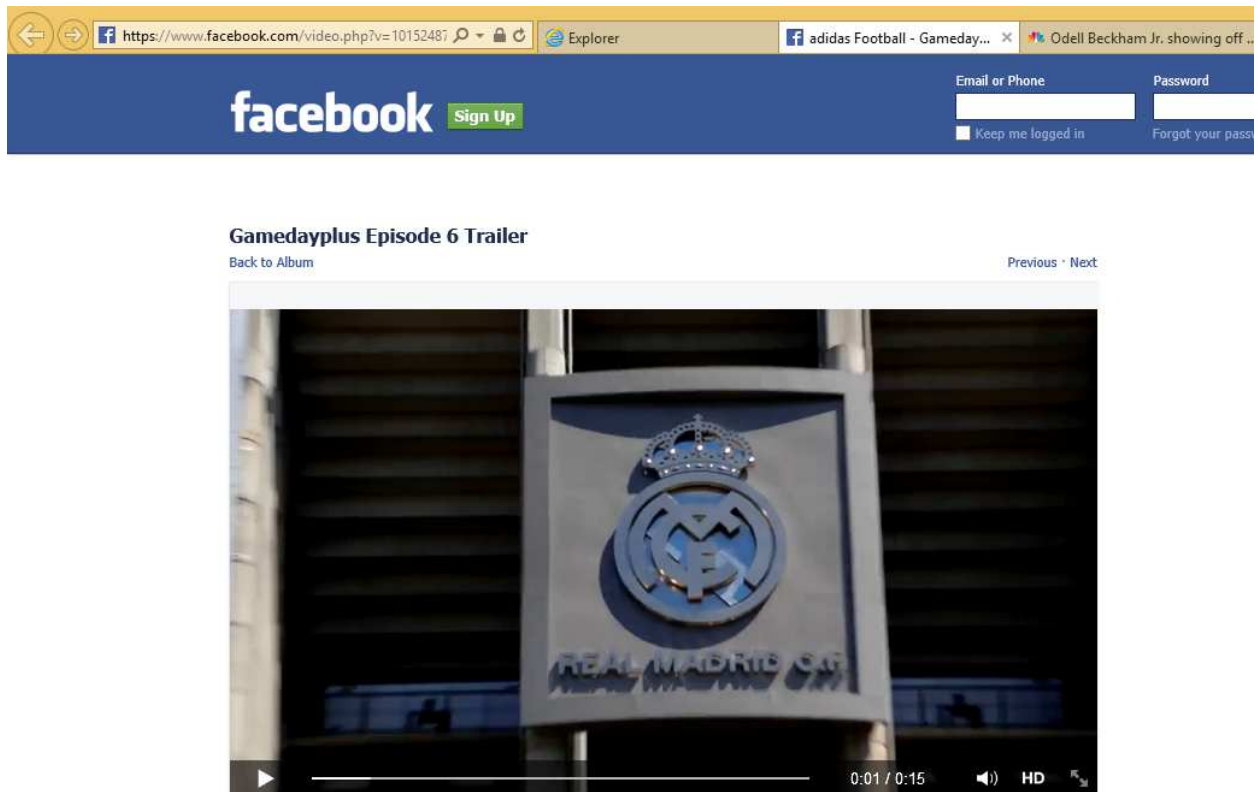 https://www.facebook.com/video.php?v=10152487
Explorer
adidas Football - Gameday...
Odell Beckham Jr. showing off ...
facebook
Sign Up
Email or Phone
Password
Keep me logged in
Forgot your passw
Gamedayplus Episode 6 Trailer
Back to Album
Previous · Next
REAL MADRID C.F.
0:01 / 0:15
HD